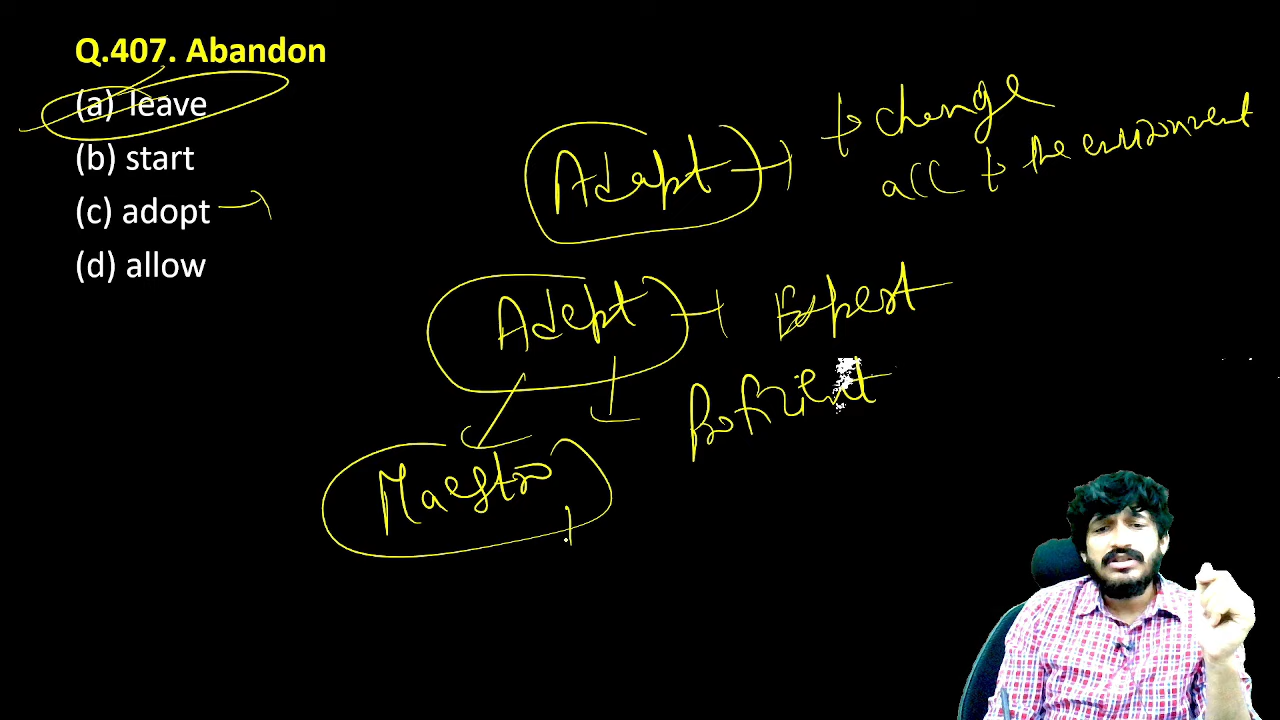 Q.407. Abandon
(a) leave
(b) start
(c) adopt
(d) allow
Adapt → to change
acc to the environment
Adept → Expert
Proficient
Maestro